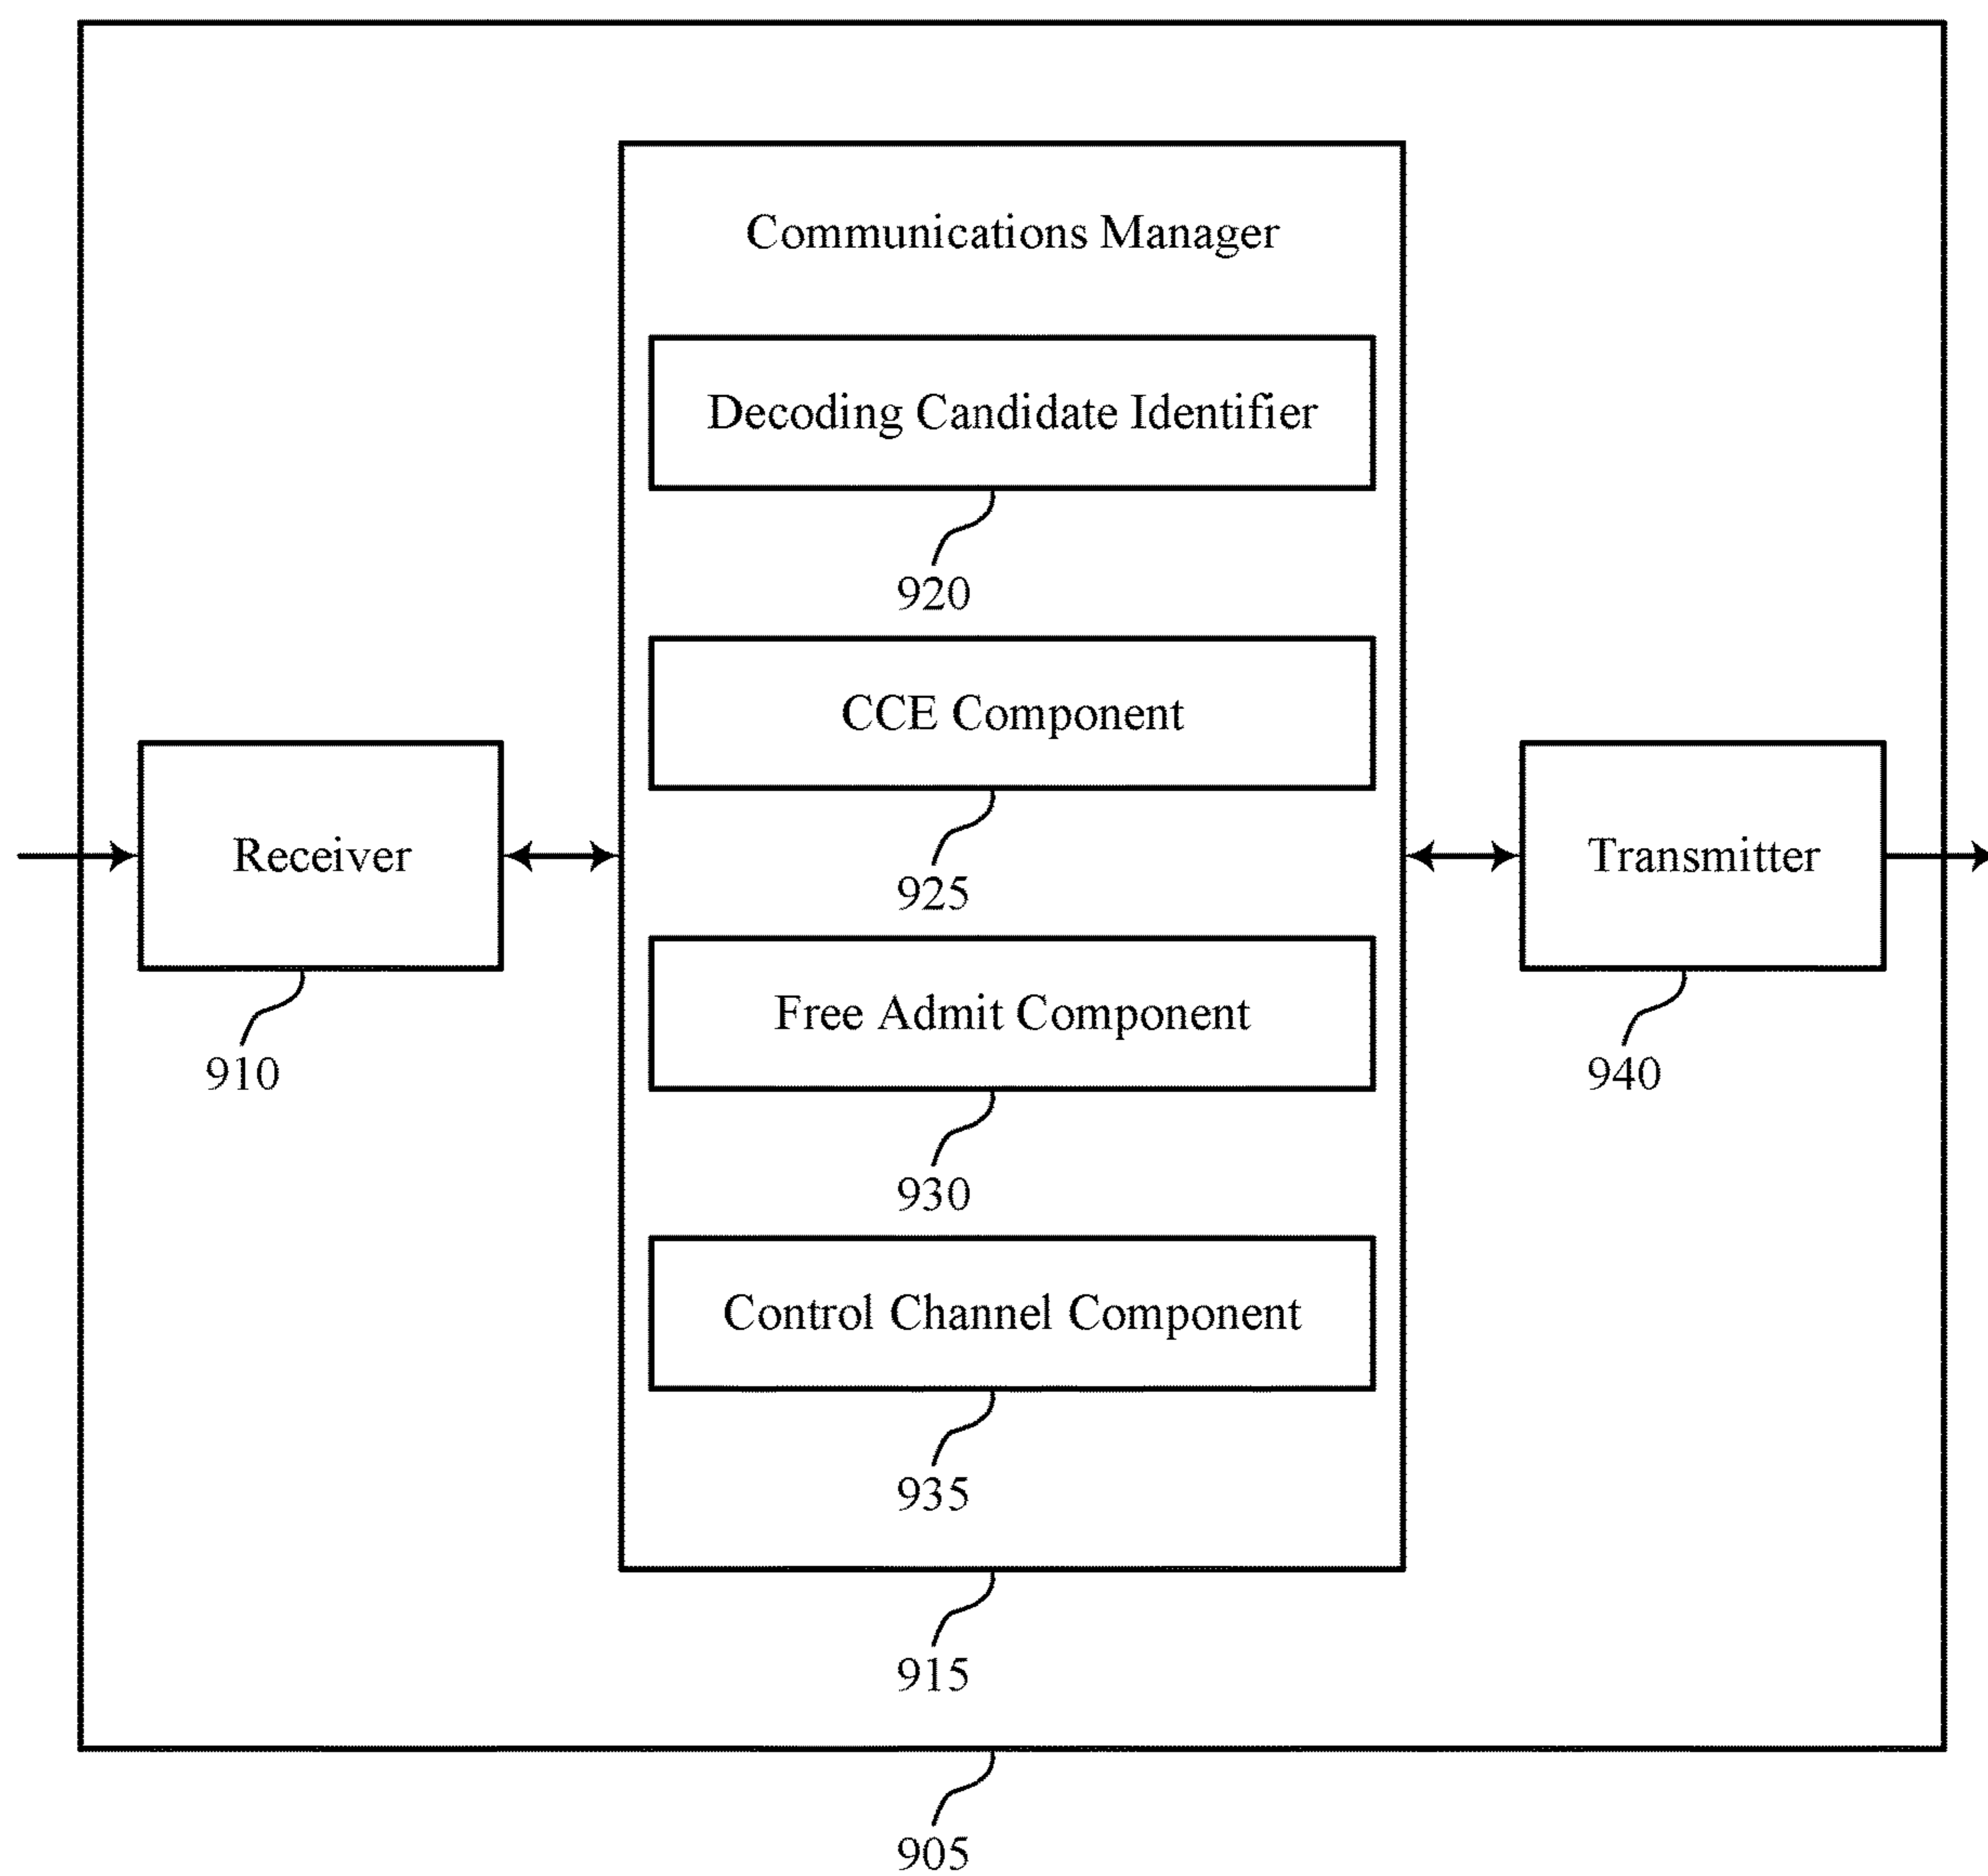 Communications Manager
Decoding Candidate Identifier
920
CCE Component
925
Receiver
910
Transmitter
940
Free Admit Component
930
Control Channel Component
935
915
905